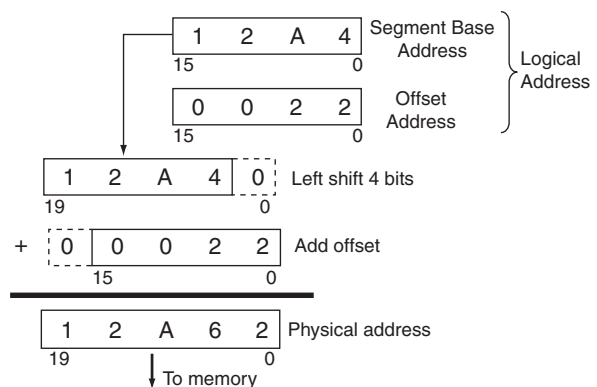 1 2 A 4 Segment Base Address
15 0
Logical Address
0 0 2 2 Offset Address
15 0
1 2 A 4 0 Left shift 4 bits
19 0
+ 0 0 0 2 2 Add offset
15 0
1 2 A 6 2 Physical address
19 0
To memory